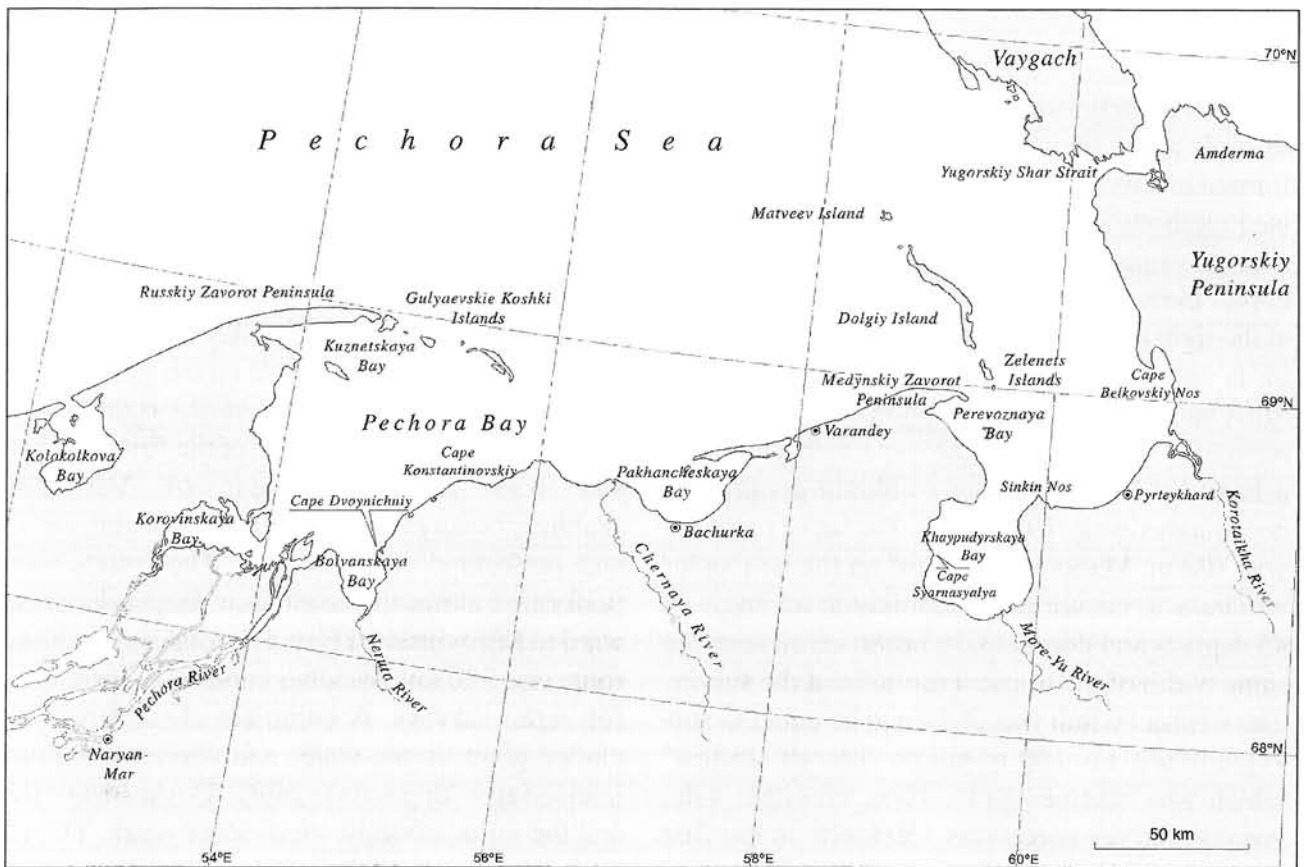 Vaygach
70°N
Pechora Sea
Amderma
Yugorskiy Shar Strait
Matveev Island
Yugorskiy
Peninsula
Russkiy Zavorot Peninsula
Gulyaevskie Koshki
Islands
Dolgiy Island
Kuznetskaya
Bay
Zelenets
Islands
Medynskiy Zavorot
Peninsula
Cape
Belkovskiy Nos
69°N
Pechora Bay
Perevoznaya
Bay
Varandey
Kolokolkova
Bay
Cape
Konstantinovskiy
Pakhancheskaya
Bay
Sinkin Nos
Pyrteykhard
Cape Dvoynichniy
Korovinskaya
Bay
Bachurka
Korotaikha River
Khaypudyrskaya
Bay
Bolvanskaya
Bay
Cape
Syarnasyalya
Chernaya River
More-Yu River
Neruta River
Pechora River
Naryan
Mar
68°N
50 km
54°E
56°E
58°E
60°E